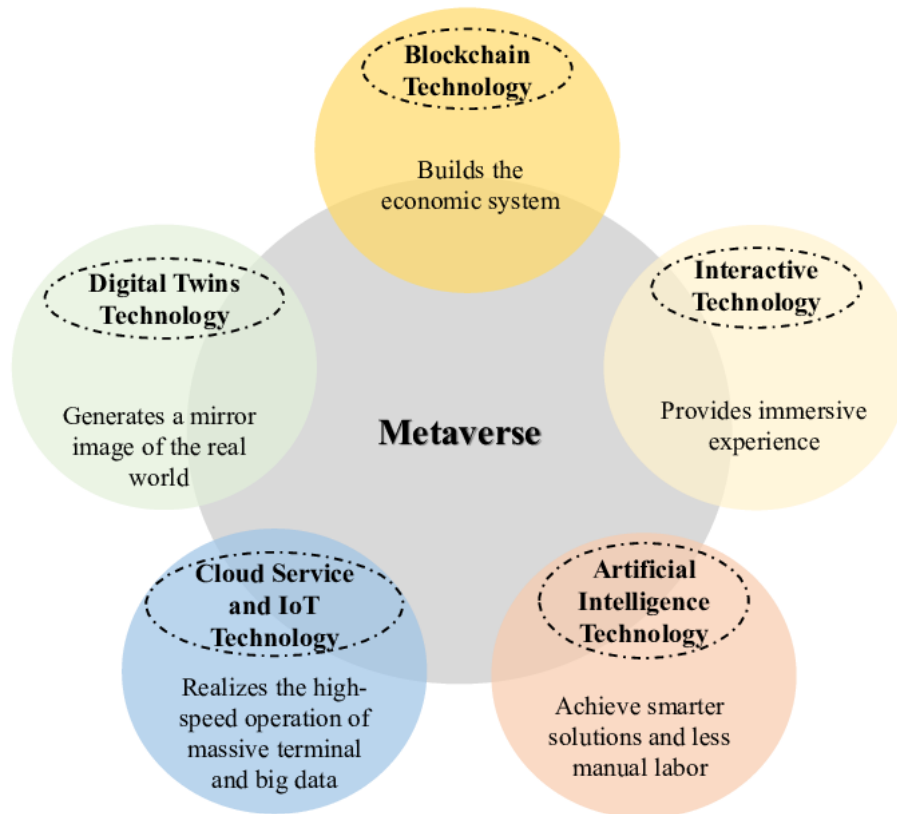 Blockchain
Technology
Builds the
economic system
Digital Twins
Technology
Generates a mirror
image of the real
world
Interactive
Technology
Provides immersive
experience
Metaverse
Cloud Service
and IoT
Technology
Realizes the high-
speed operation of
massive terminal
and big data
Artificial
Intelligence
Technology
Achieve smarter
solutions and less
manual labor